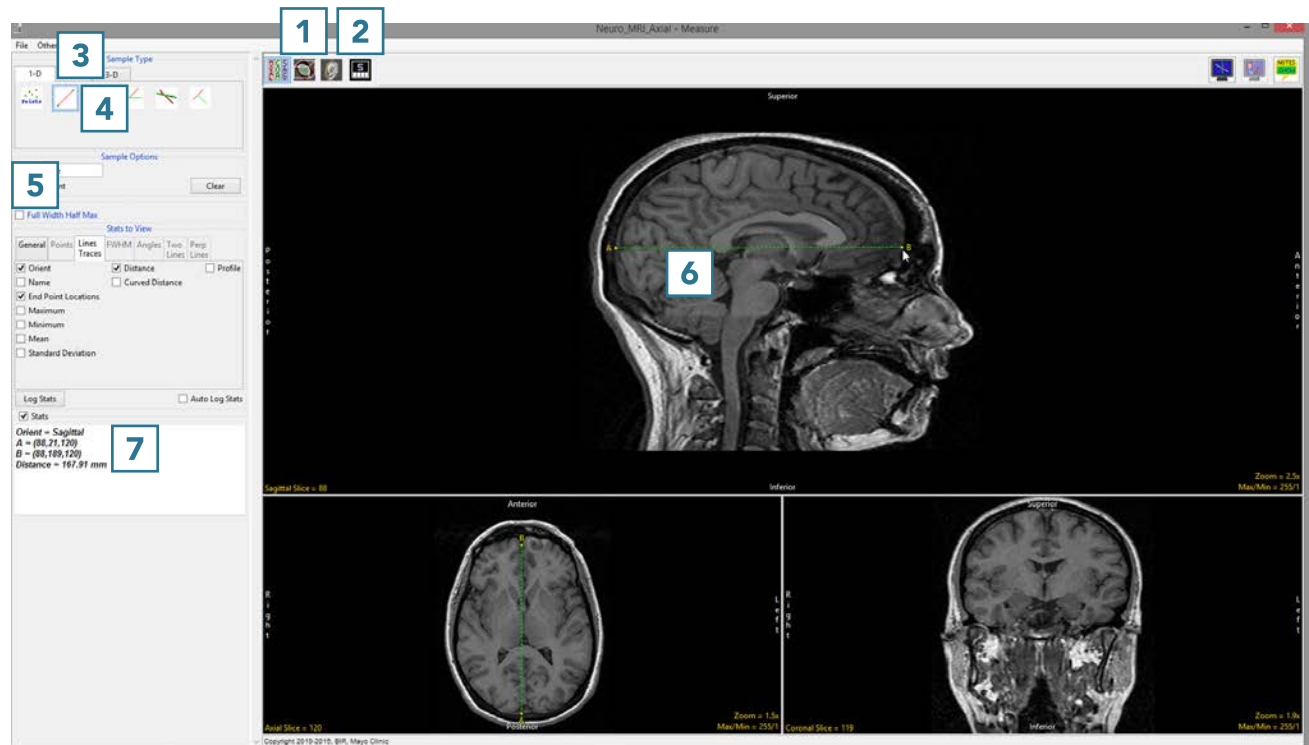 Neuro_MRI_Axial - Measure
1
2
File Other
3
Sample Type
1-D
3-D
Points
4
Sample Options
5
Clear
Full Width Half Max
Stats to View
General Points Lines Traces FWHM Angles Two Lines Perp Lines
Orient Distance Profile
Name Curved Distance
End Point Locations
Maximum
Minimum
Mean
Standard Deviation
Log Stats Auto Log Stats
Stats
Orient = Sagittal
A = (88,21,120)
B = (88,189,120)
Distance = 167.91 mm
7
NOTES
Superior
Posterior
Anterior
A
B
6
Sagittal Slice = 88
Inferior
Zoom = 2.5x
Max/Min = 255/1
Anterior
Right
Left
B
A
Posterior
Axial Slice = 120
Zoom = 1.5x
Max/Min = 255/1
Superior
Right
Left
Inferior
Coronal Slice = 119
Zoom = 1.9x
Max/Min = 255/1
Copyright 2010-2015, BIR, Mayo Clinic